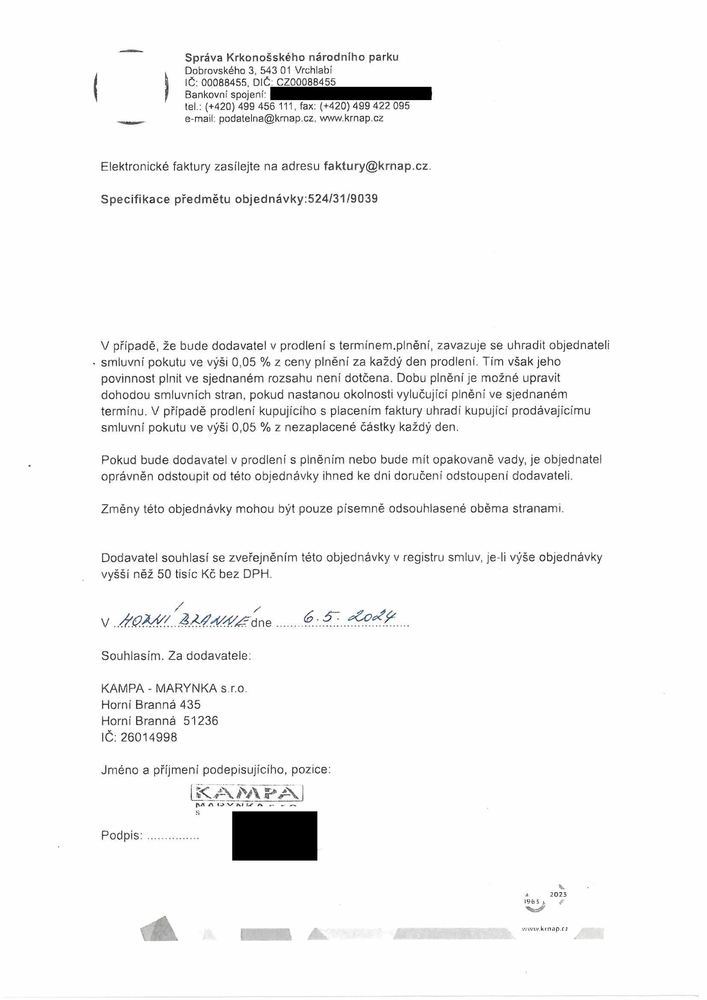 Správa Krkonošského národního parku
Dobrovského 3, 543 01 Vrchlabí
IČ: 00088455, DIČ: CZ00088455
Bankovní spojení:
tel.: (+420) 499 456 111, fax: (+420) 499 422 095
e-mail: podatelna@krnap.cz, www.krnap.cz
Elektronické faktury zasílejte na adresu faktury@krnap.cz.
Specifikace předmětu objednávky:524/31/9039
V případě, že bude dodavatel v prodlení s termínem.plnění, zavazuje se uhradit objednateli
smluvní pokutu ve výši 0,05 % z ceny plnění za každý den prodlení. Tím však jeho
povinnost plnit ve sjednaném rozsahu není dotčena. Dobu plnění je možné upravit
dohodou smluvních stran, pokud nastanou okolnosti vylučující plnění ve sjednaném
termínu. V případě prodlení kupujícího s placením faktury uhradí kupující prodávajícímu
smluvní pokutu ve výši 0,05 % z nezaplacené částky každý den.
Pokud bude dodavatel v prodlení s plněním nebo bude mít opakovaně vady, je objednatel
oprávněn odstoupit od této objednávky ihned ke dni doručení odstoupení dodavateli.
Změny této objednávky mohou být pouze písemně odsouhlasené oběma stranami.
Dodavatel souhlasí se zveřejněním této objednávky v registru smluv, je-li výše objednávky
vyšší něž 50 tisíc Kč bez DPH.
V HORNÍ BRANNÉ dne 6.5. 2024
Souhlasím. Za dodavatele:
KAMPA - MARYNKA s.r.o.
Horní Branná 435
Horní Branná 51236
IČ: 26014998
Jméno a příjmení podepisujícího, pozice:
KAMPA
MARYNKA s.r.o.
S
Podpis: ...............
1963 2023
www.krnap.cz